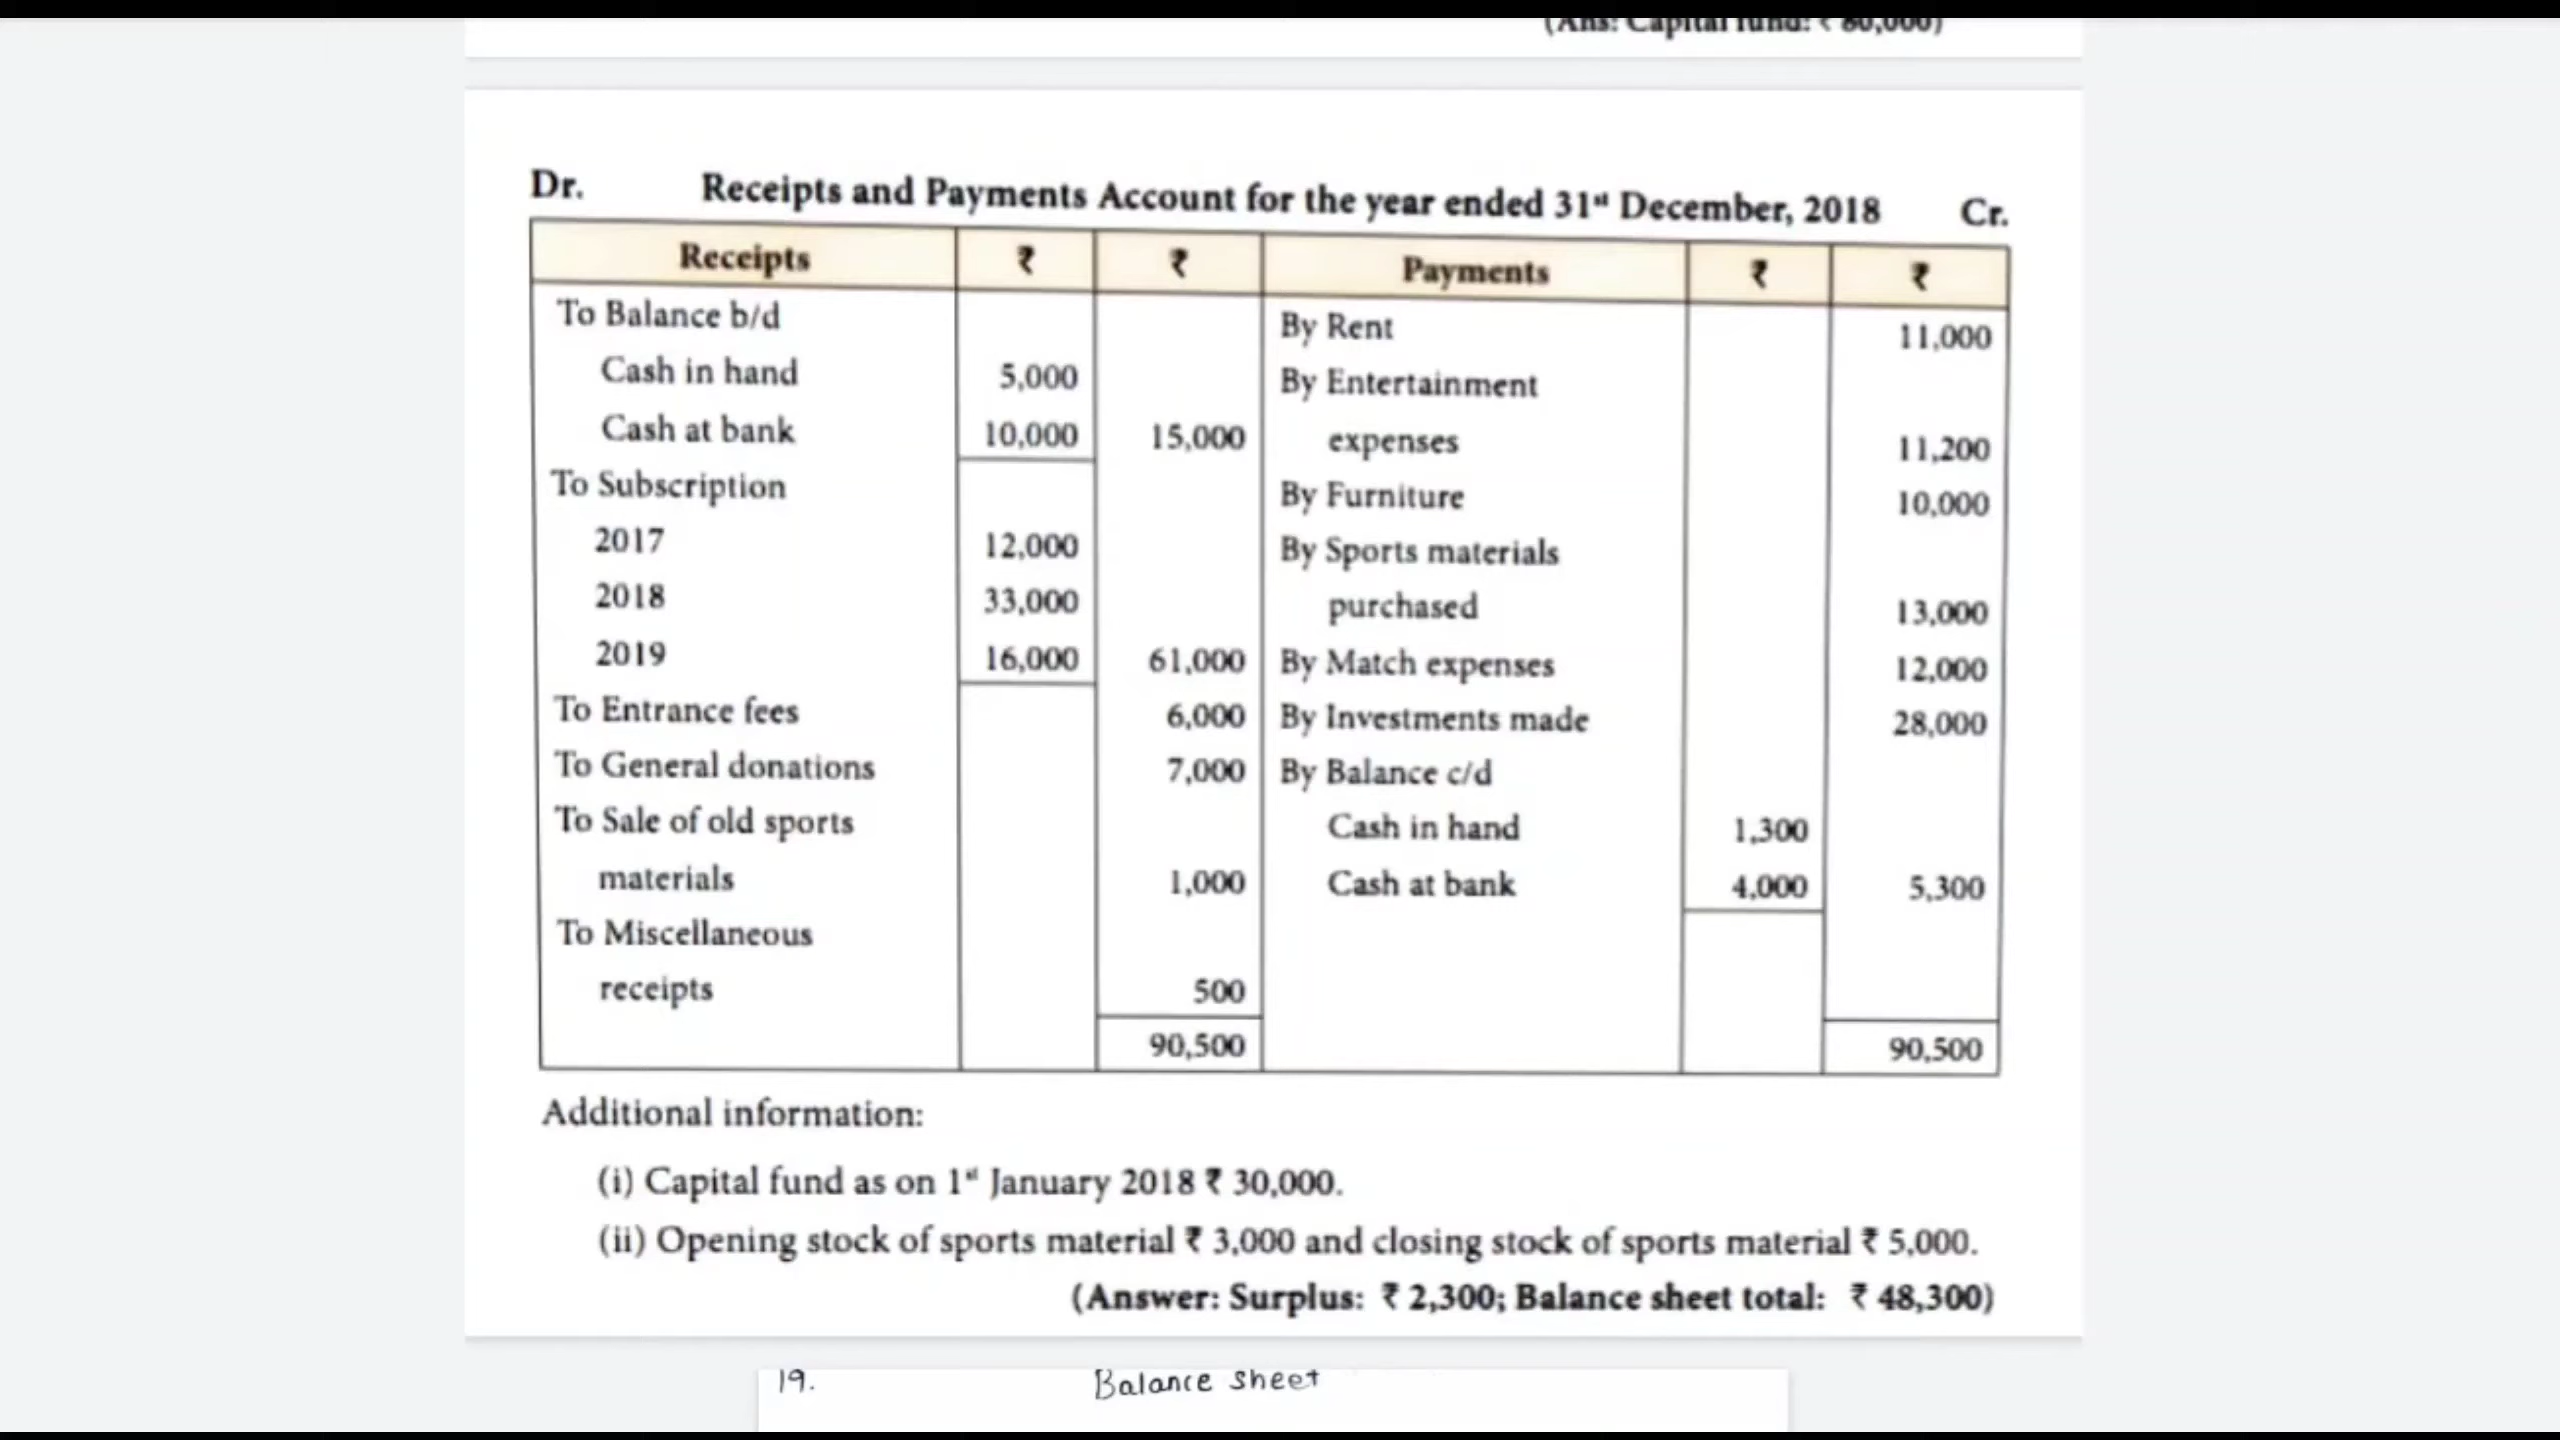 (Ans: Capital fund: ₹ 80,000)
Dr. Receipts and Payments Account for the year ended 31st December, 2018 Cr.
Receipts ₹ ₹ Payments ₹ ₹
To Balance b/d By Rent 11,000
Cash in hand 5,000 By Entertainment
Cash at bank 10,000 15,000 expenses 11,200
To Subscription By Furniture 10,000
2017 12,000 By Sports materials
2018 33,000 purchased 13,000
2019 16,000 61,000 By Match expenses 12,000
To Entrance fees 6,000 By Investments made 28,000
To General donations 7,000 By Balance c/d
To Sale of old sports Cash in hand 1,300
materials 1,000 Cash at bank 4,000 5,300
To Miscellaneous
receipts 500
90,500 90,500
Additional information:
(i) Capital fund as on 1st January 2018 ₹ 30,000.
(ii) Opening stock of sports material ₹ 3,000 and closing stock of sports material ₹ 5,000.
(Answer: Surplus: ₹ 2,300; Balance sheet total: ₹ 48,300)
19. Balance sheet